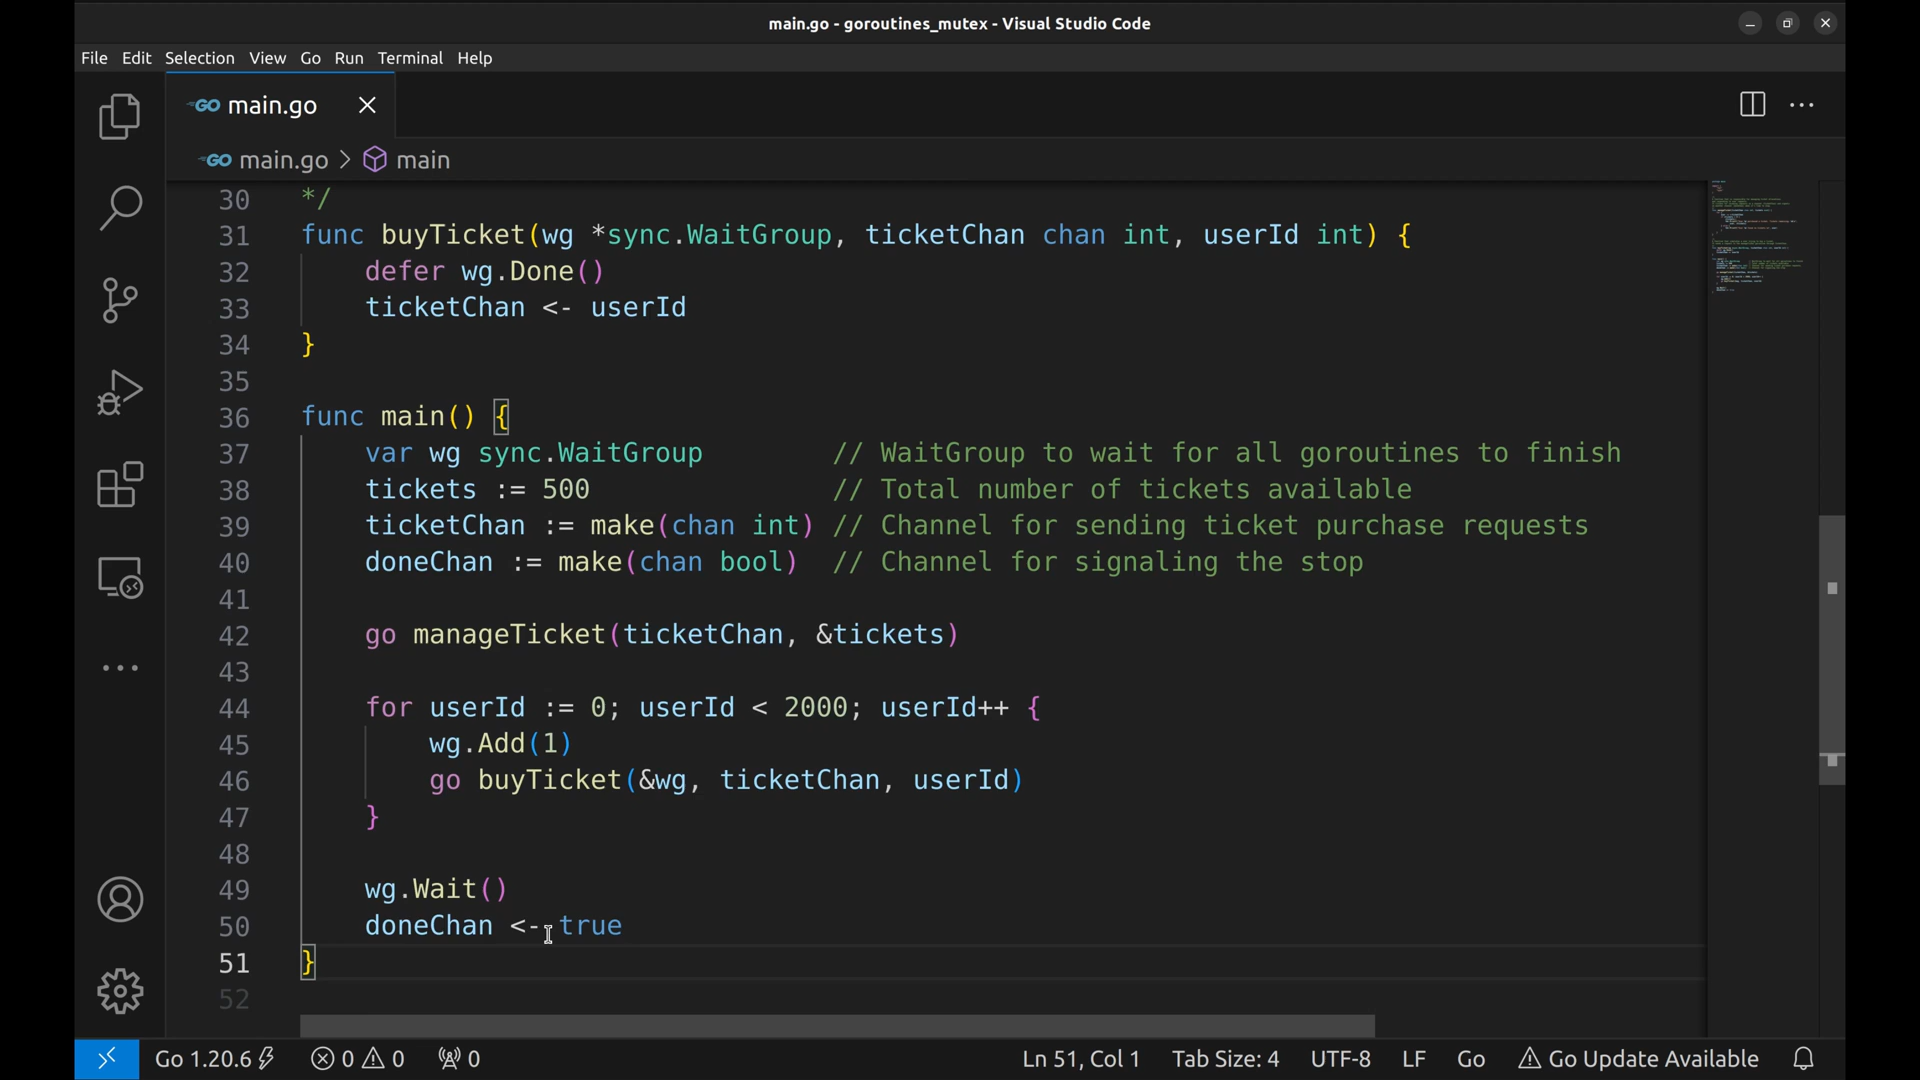 main.go - goroutines_mutex - Visual Studio Code
File Edit Selection View Go Run Terminal Help
GO main.go
GO main.go > main
30 */
31 func buyTicket(wg *sync.WaitGroup, ticketChan chan int, userId int) {
32 defer wg.Done()
33 ticketChan <- userId
34 }
35
36 func main() {
37 var wg sync.WaitGroup // WaitGroup to wait for all goroutines to finish
38 tickets := 500 // Total number of tickets available
39 ticketChan := make(chan int) // Channel for sending ticket purchase requests
40 doneChan := make(chan bool) // Channel for signaling the stop
41
42 go manageTicket(ticketChan, &tickets)
43
44 for userId := 0; userId < 2000; userId++ {
45 wg.Add(1)
46 go buyTicket(&wg, ticketChan, userId)
47 }
48
49 wg.Wait()
50 doneChan <- true
51 }
52
Go 1.20.6 0 0 0 Ln 51, Col 1 Tab Size: 4 UTF-8 LF Go Go Update Available